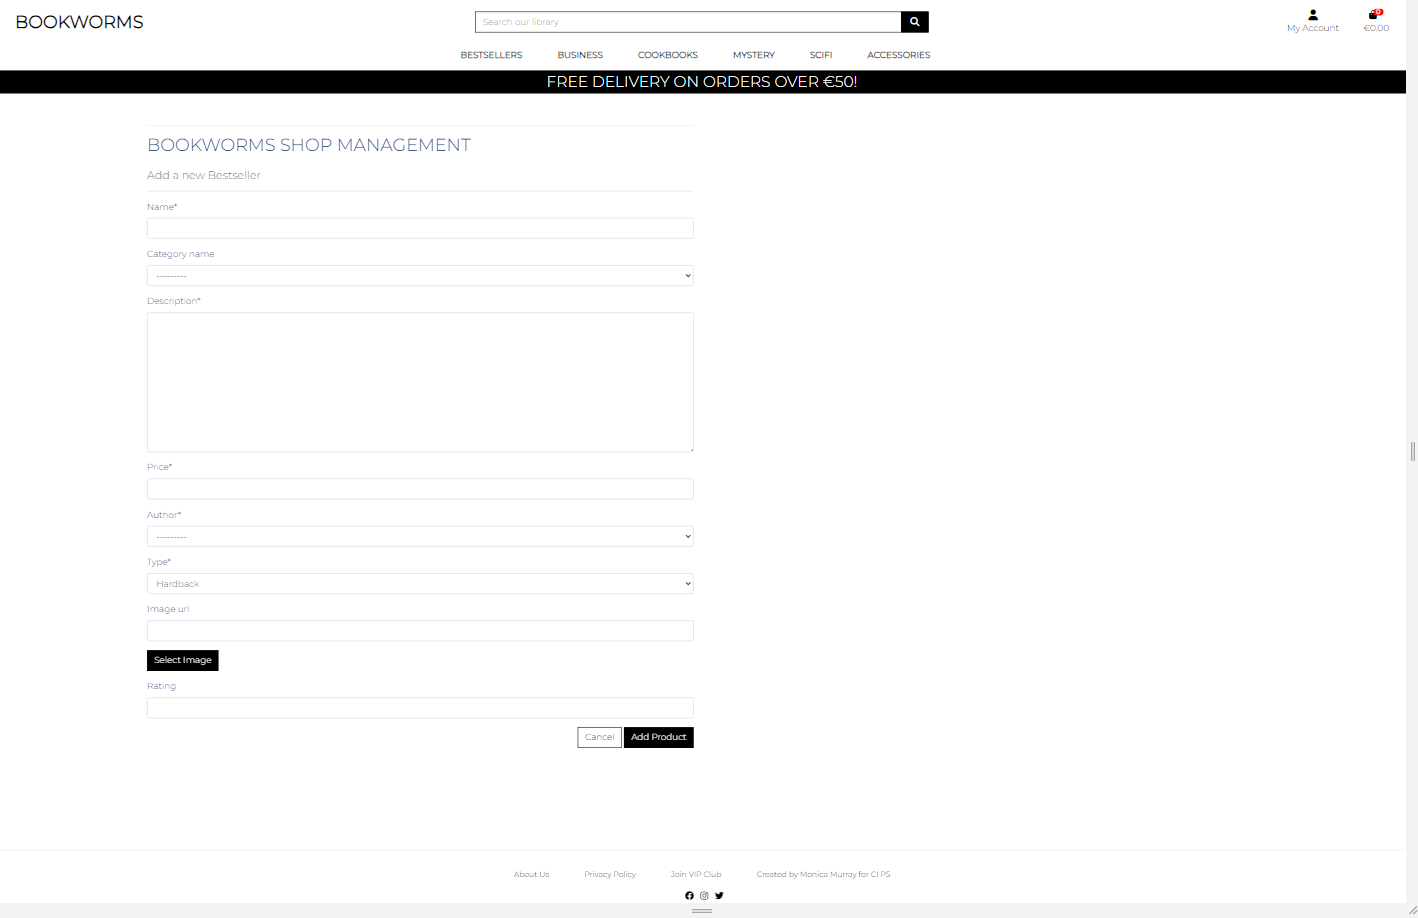 BOOKWORMS
Search our library
My Account
0
€0.00
BESTSELLERS BUSINESS COOKBOOKS MYSTERY SCIFI ACCESSORIES
FREE DELIVERY ON ORDERS OVER €50!
BOOKWORMS SHOP MANAGEMENT
Add a new Bestseller
Name*
Category name
---------
Description*
Price*
Author*
---------
Type*
Hardback
Image url
Select Image
Rating
Cancel Add Product
About Us Privacy Policy Join VIP Club Created by Monica Murray for CI P5